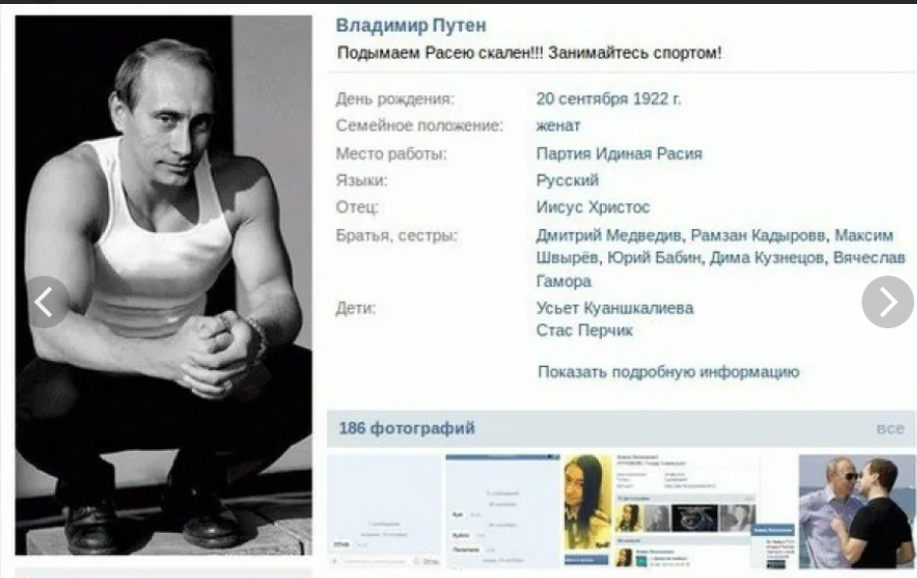 Владимир Путен
Подымаем Расею скален!!! Занимайтесь спортом!
День рождения: 20 сентября 1922 г.
Семейное положение: женат
Место работы: Партия Идиная Расия
Языки: Русский
Отец: Иисус Христос
Братья, сестры: Дмитрий Медведив, Рамзан Кадыровв, Максим
Швырёв, Юрий Бабин, Дима Кузнецов, Вячеслав
Гамора
Дети: Усьет Куаншкалиева
Стас Перчик
Показать подробную информацию
186 фотографий все